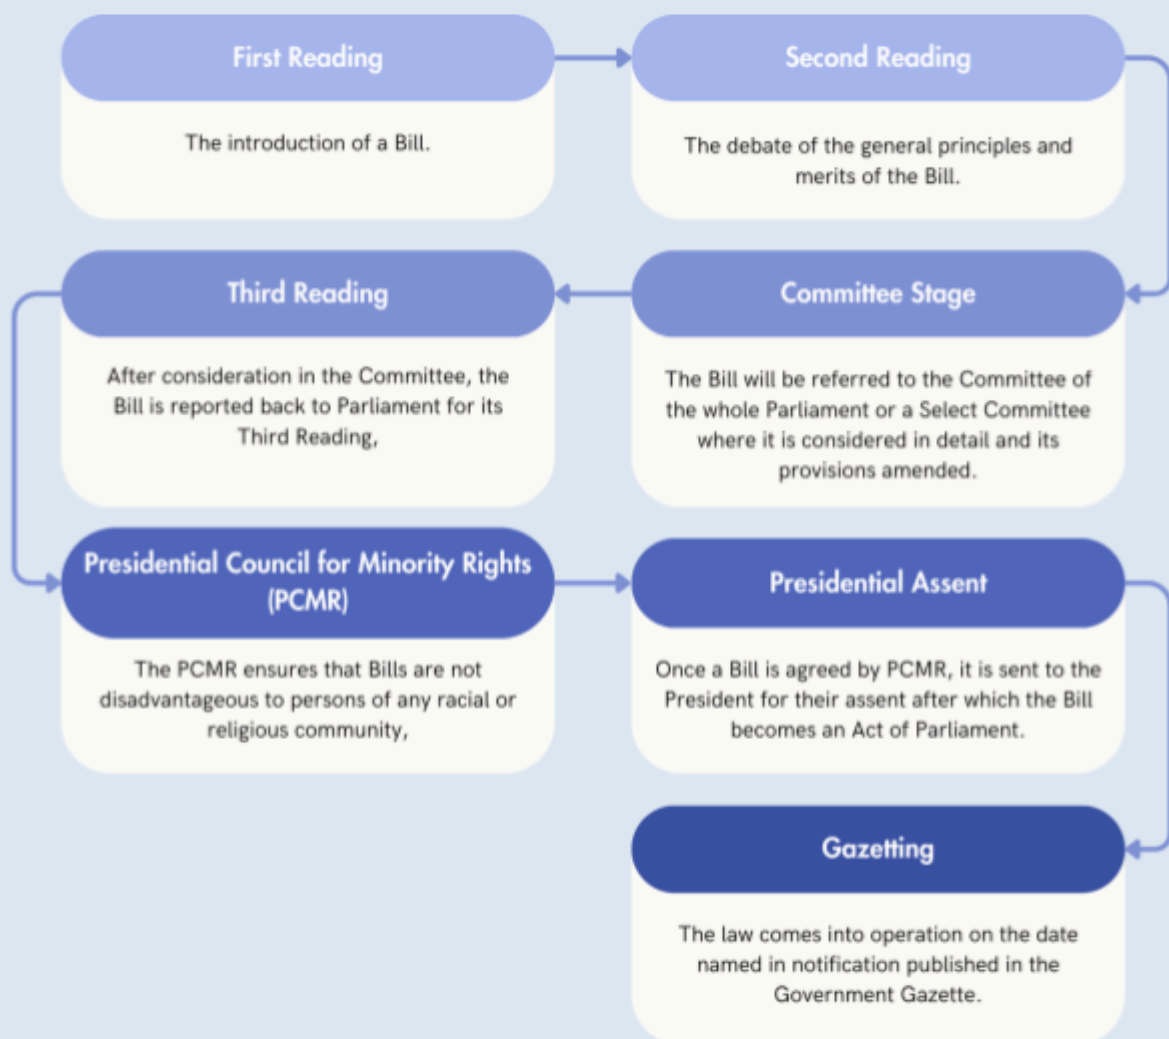 First Reading
The introduction of a Bill.
Second Reading
The debate of the general principles and
merits of the Bill.
Committee Stage
The Bill will be referred to the Committee of
the whole Parliament or a Select Committee
where it is considered in detail and its
provisions amended.
Third Reading
After consideration in the Committee, the
Bill is reported back to Parliament for its
Third Reading,
Presidential Council for Minority Rights
(PCMR)
The PCMR ensures that Bills are not
disadvantageous to persons of any racial or
religious community,
Presidential Assent
Once a Bill is agreed by PCMR, it is sent to the
President for their assent after which the Bill
becomes an Act of Parliament.
Gazetting
The law comes into operation on the date
named in notification published in the
Government Gazette.